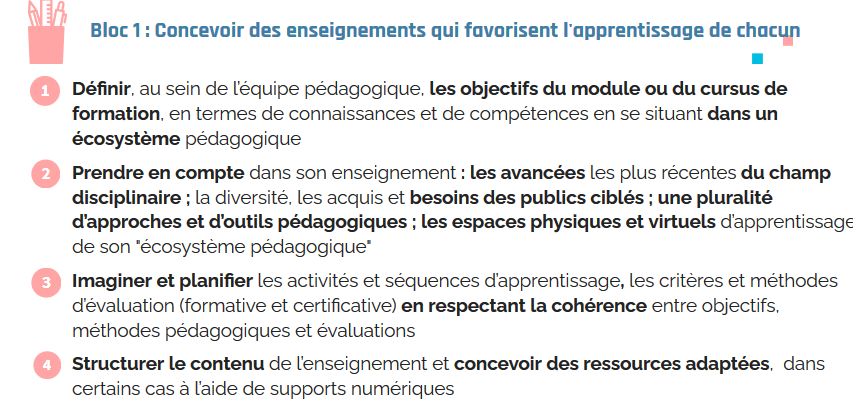 Bloc 1 : Concevoir des enseignements qui favorisent l'apprentissage de chacun
1 Définir, au sein de l'équipe pédagogique, les objectifs du module ou du cursus de
formation, en termes de connaissances et de compétences en se situant dans un
écosystème pédagogique
2 Prendre en compte dans son enseignement : les avancées les plus récentes du champ
disciplinaire ; la diversité, les acquis et besoins des publics ciblés ; une pluralité
d'approches et d'outils pédagogiques ; les espaces physiques et virtuels d'apprentissage
de son "écosystème pédagogique"
3 Imaginer et planifier les activités et séquences d'apprentissage, les critères et méthodes
d'évaluation (formative et certificative) en respectant la cohérence entre objectifs,
méthodes pédagogiques et évaluations
4 Structurer le contenu de l'enseignement et concevoir des ressources adaptées, dans
certains cas à l'aide de supports numériques